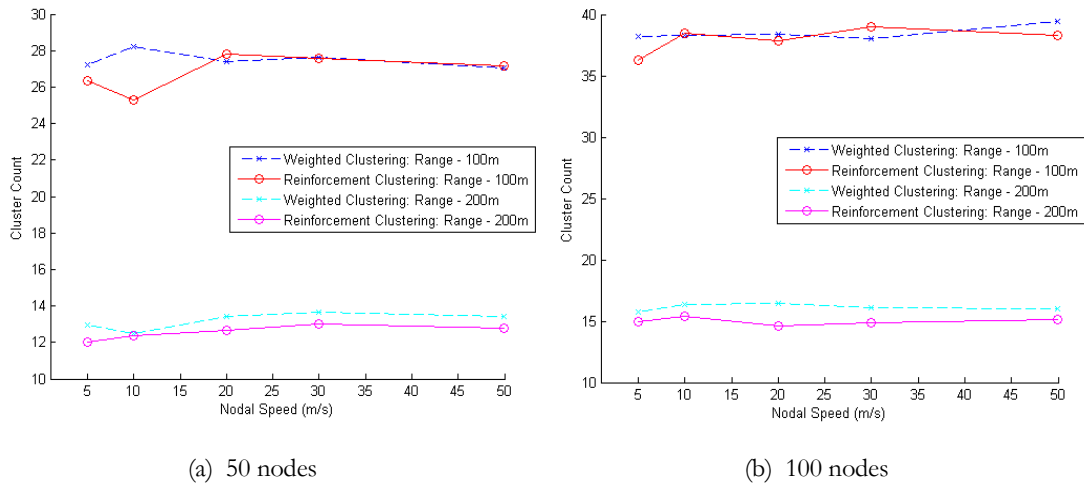 30
28
26
24
22
20
18
16
14
12
10
Cluster Count
Weighted Clustering: Range - 100m
Reinforcement Clustering: Range - 100m
Weighted Clustering: Range - 200m
Reinforcement Clustering: Range - 200m
5 10 15 20 25 30 35 40 45 50
Nodal Speed (m/s)
(a) 50 nodes
40
35
30
25
20
15
10
Cluster Count
Weighted Clustering: Range - 100m
Reinforcement Clustering: Range - 100m
Weighted Clustering: Range - 200m
Reinforcement Clustering: Range - 200m
5 10 15 20 25 30 35 40 45 50
Nodal Speed (m/s)
(b) 100 nodes